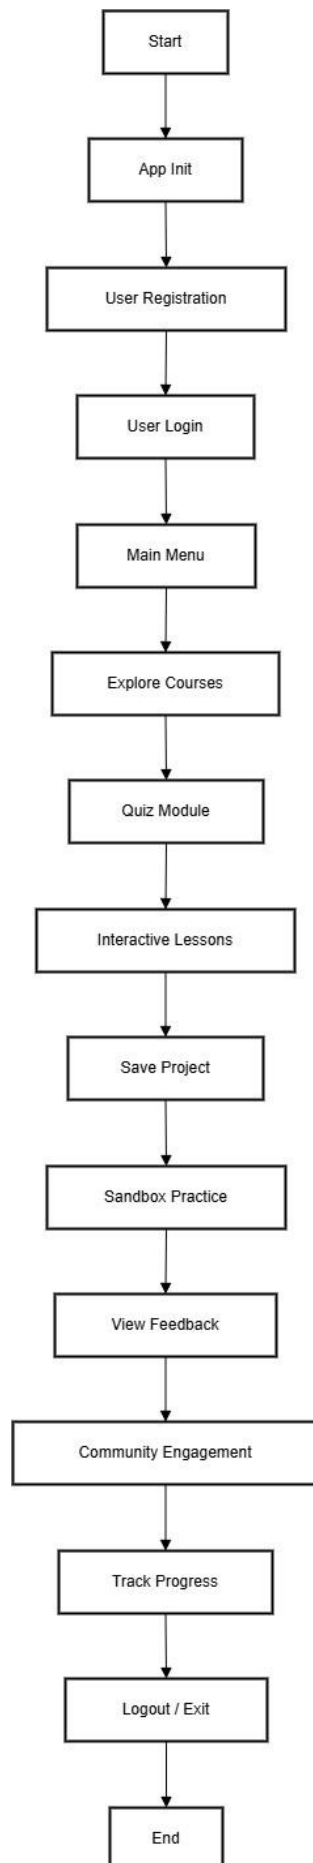 Start
App Init
User Registration
User Login
Main Menu
Explore Courses
Quiz Module
Interactive Lessons
Save Project
Sandbox Practice
View Feedback
Community Engagement
Track Progress
Logout / Exit
End